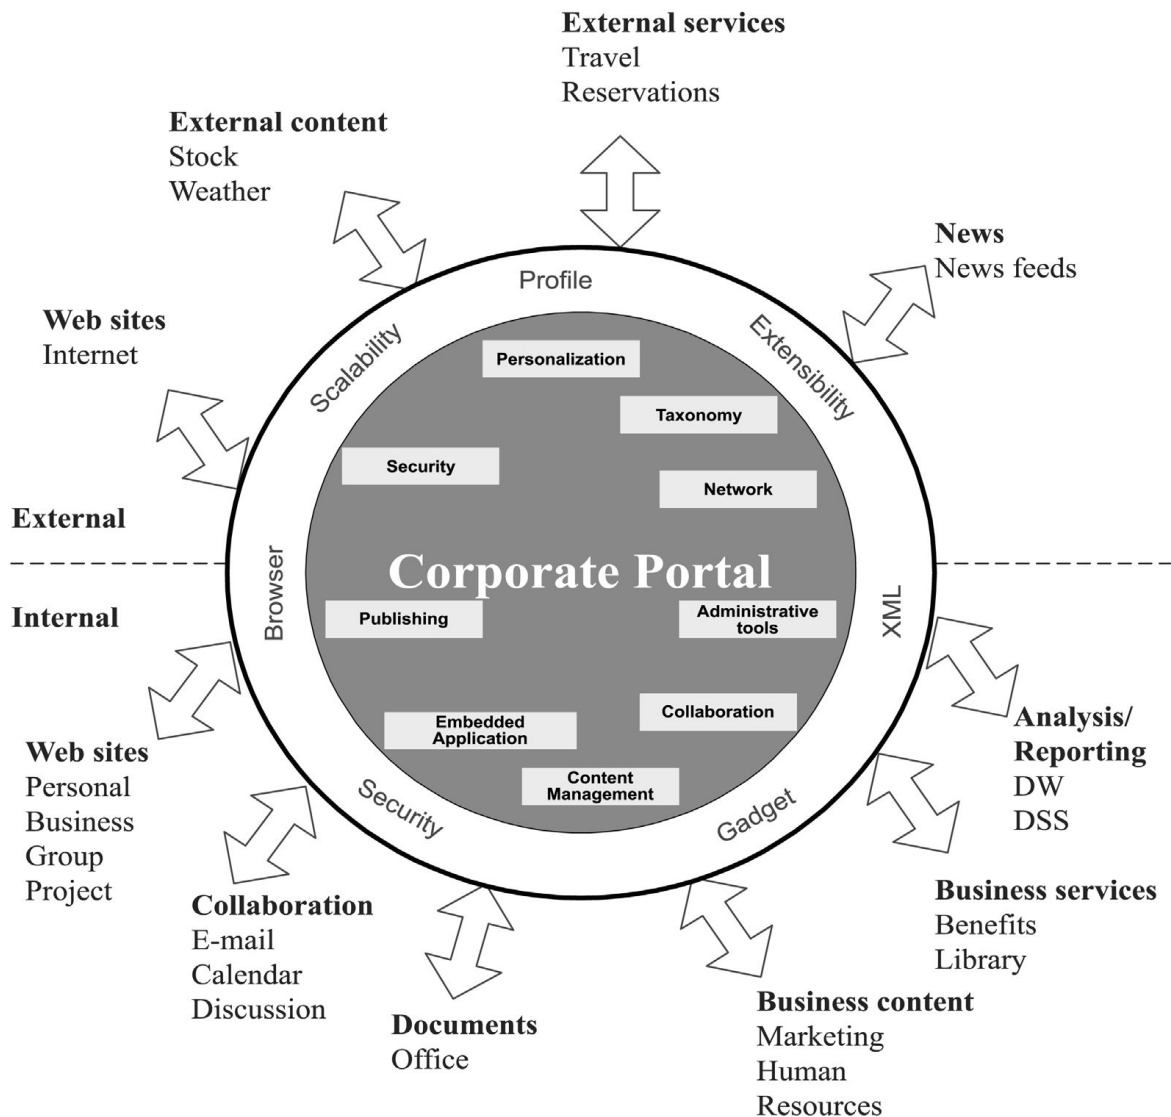 External services
Travel
Reservations
External content
Stock
Weather
News
News feeds
Web sites
Internet
Profile
Scalability
Extensibility
Personalization
Taxonomy
Security
Network
External
Corporate Portal
Internal
Browser
XML
Publishing
Administrative
tools
Collaboration
Embedded
Application
Content
Management
Security
Gadget
Web sites
Personal
Business
Group
Project
Analysis/
Reporting
DW
DSS
Collaboration
E-mail
Calendar
Discussion
Business services
Benefits
Library
Documents
Office
Business content
Marketing
Human
Resources